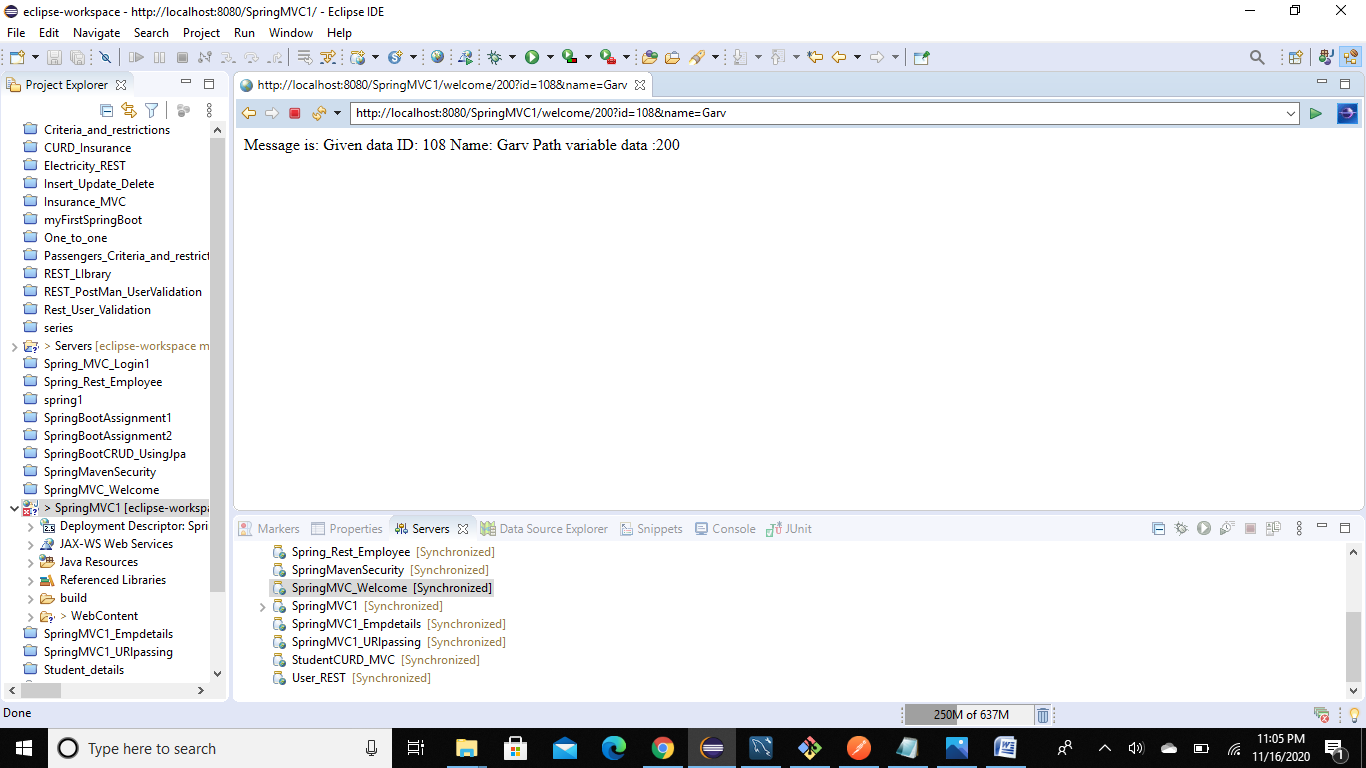 eclipse-workspace - http://localhost:8080/SpringMVC1/ - Eclipse IDE
File Edit Navigate Search Project Run Window Help
Project Explorer
http://localhost:8080/SpringMVC1/welcome/200?id=108&name=Garv
http://localhost:8080/SpringMVC1/welcome/200?id=108&name=Garv
Message is: Given data ID: 108 Name: Garv Path variable data :200
Criteria_and_restrictions
CURD_Insurance
Electricity_REST
Insert_Update_Delete
Insurance_MVC
myFirstSpringBoot
One_to_one
Passengers_Criteria_and_restrict
REST_LIbrary
REST_PostMan_UserValidation
Rest_User_Validation
series
> Servers [eclipse-workspace m
Spring_MVC_Login1
Spring_Rest_Employee
spring1
SpringBootAssignment1
SpringBootAssignment2
SpringBootCRUD_UsingJpa
SpringMavenSecurity
SpringMVC_Welcome
> SpringMVC1 [eclipse-workspa
Deployment Descriptor: Spri
JAX-WS Web Services
Java Resources
Referenced Libraries
build
> WebContent
SpringMVC1_Empdetails
SpringMVC1_URIpassing
Student_details
Markers Properties Servers Data Source Explorer Snippets Console JUnit
Spring_Rest_Employee [Synchronized]
SpringMavenSecurity [Synchronized]
SpringMVC_Welcome [Synchronized]
SpringMVC1 [Synchronized]
SpringMVC1_Empdetails [Synchronized]
SpringMVC1_URIpassing [Synchronized]
StudentCURD_MVC [Synchronized]
User_REST [Synchronized]
Done
250M of 637M
Type here to search
11:05 PM
11/16/2020
1